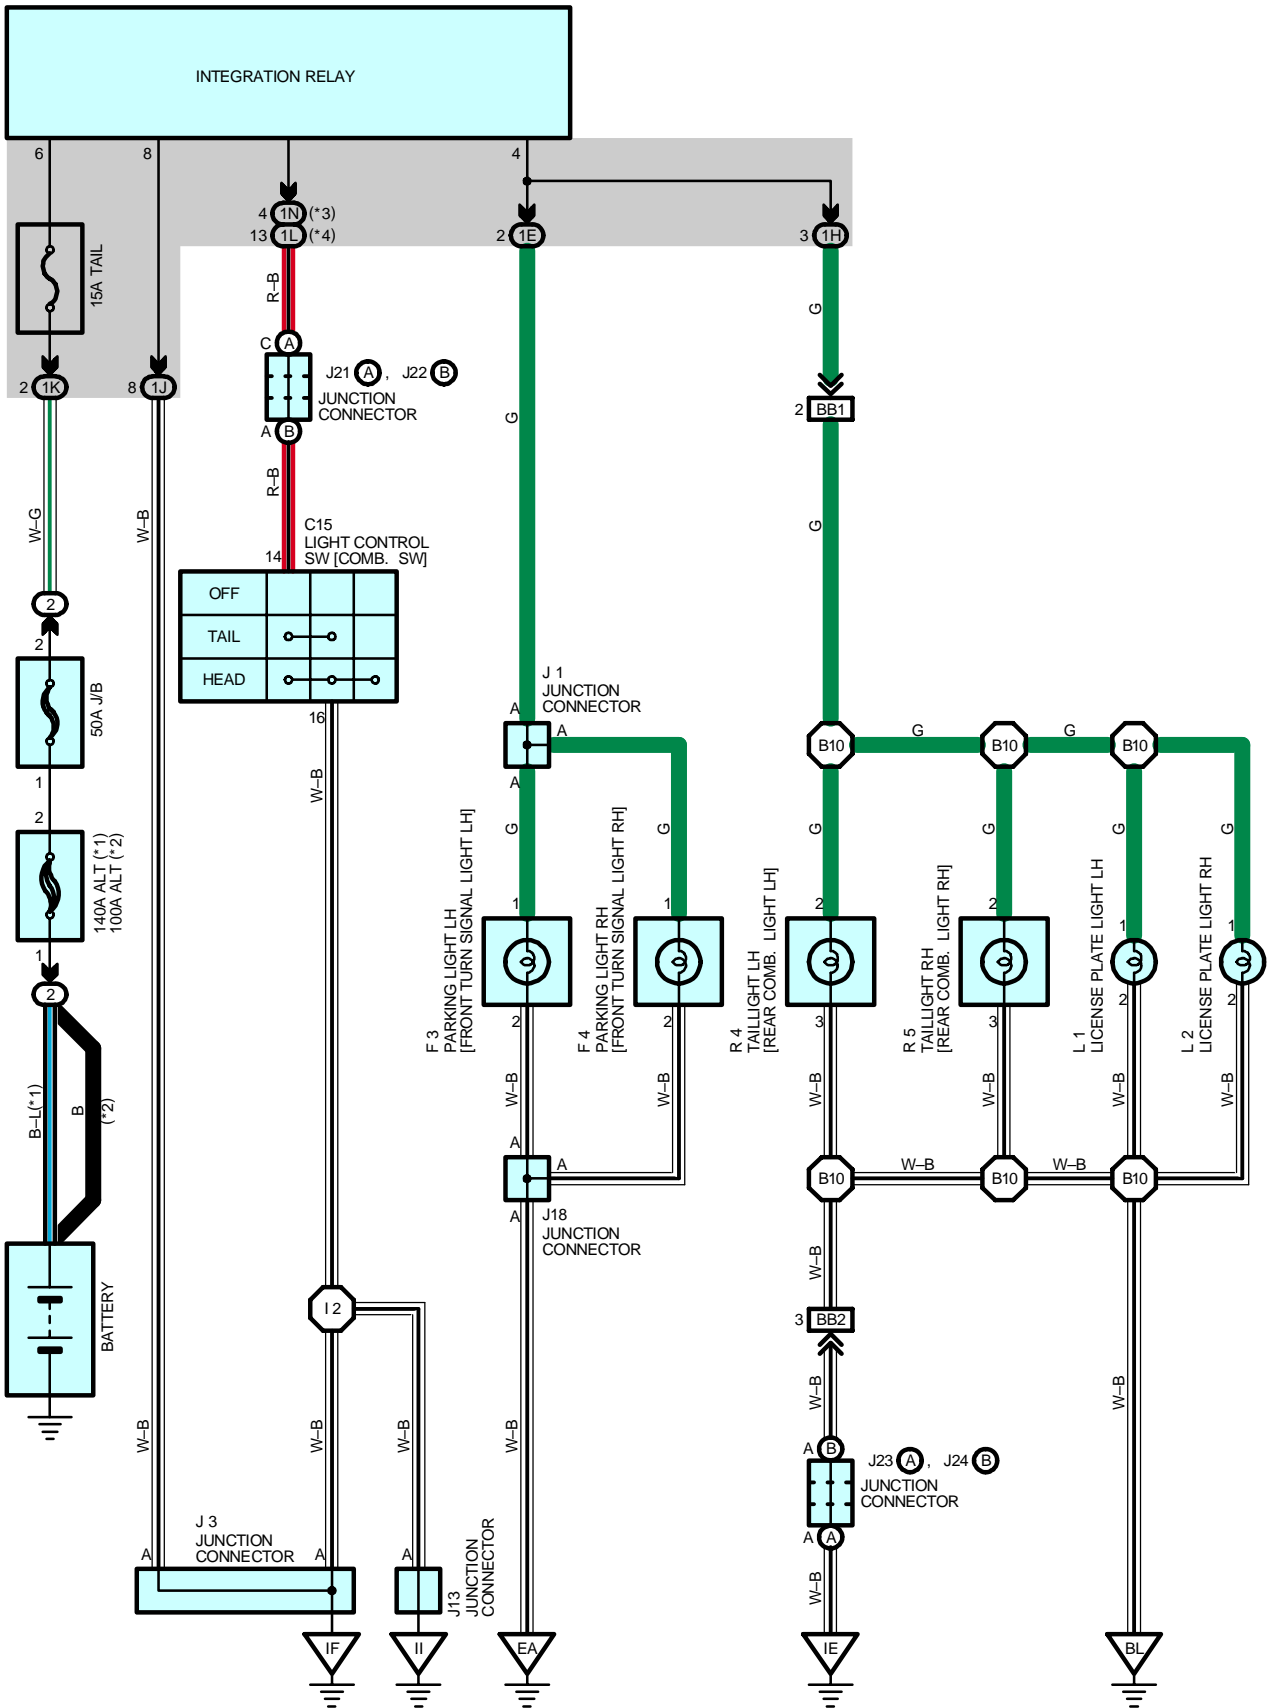 INTEGRATION RELAY
6
8
4
4 1N (*3)
13 1L (*4)
2 1E
3 1H
15A TAIL
R–B
G
C A
J21 A , J22 B
JUNCTION
CONNECTOR
A B
2 1K
8 1J
2 BB1
G
R–B
W–G
W–B
G
C15
LIGHT CONTROL
SW [COMB. SW]
14
OFF
TAIL
HEAD
16
2
2
50A J/B
1
2
140A ALT (*1)
100A ALT (*2)
1
2
W–B
J 1
JUNCTION
CONNECTOR
A
A
A
B10
G
B10
G
B10
G
G
G
G
G
G
1
1
2
2
1
1
F 3
PARKING LIGHT LH
[FRONT TURN SIGNAL LIGHT LH]
F 4
PARKING LIGHT RH
[FRONT TURN SIGNAL LIGHT RH]
R 4
TAILLIGHT LH
[REAR COMB. LIGHT LH]
R 5
TAILLIGHT RH
[REAR COMB. LIGHT RH]
L 1
LICENSE PLATE LIGHT LH
L 2
LICENSE PLATE LIGHT RH
2
2
3
3
2
2
B–L(*1)
B
(*2)
W–B
W–B
W–B
W–B
W–B
W–B
A
A
A
B10
W–B
B10
W–B
B10
J18
JUNCTION
CONNECTOR
W–B
BATTERY
I 2
3 BB2
W–B
W–B
W–B
W–B
W–B
W–B
A B
J23 A , J24 B
JUNCTION
CONNECTOR
A A
W–B
J 3
JUNCTION
CONNECTOR
A
A
A
J13
JUNCTION
CONNECTOR
IF
II
EA
IE
BL